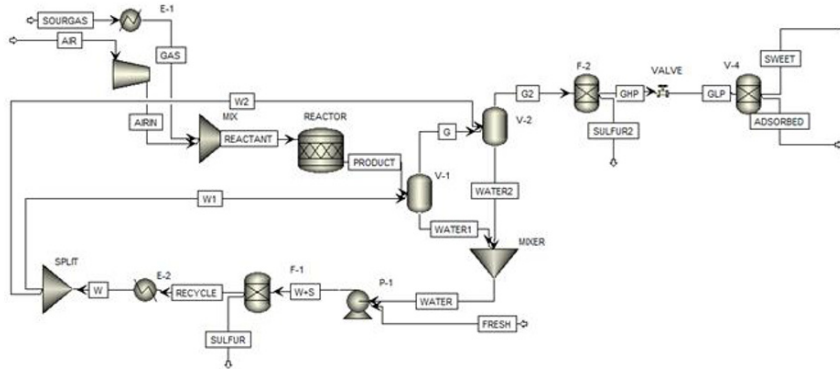 E-1
SOURGAS
AIR
GAS
AIRIN
MIX
REACTANT
REACTOR
PRODUCT
W2
G
V-1
V-2
G2
F-2
GHP
VALVE
GLP
V-4
SWEET
ADSORBED
SULFUR2
W1
WATER1
WATER2
MIXER
SPLIT
W
E-2
RECYCLE
F-1
W+S
P-1
WATER
FRESH
SULFUR